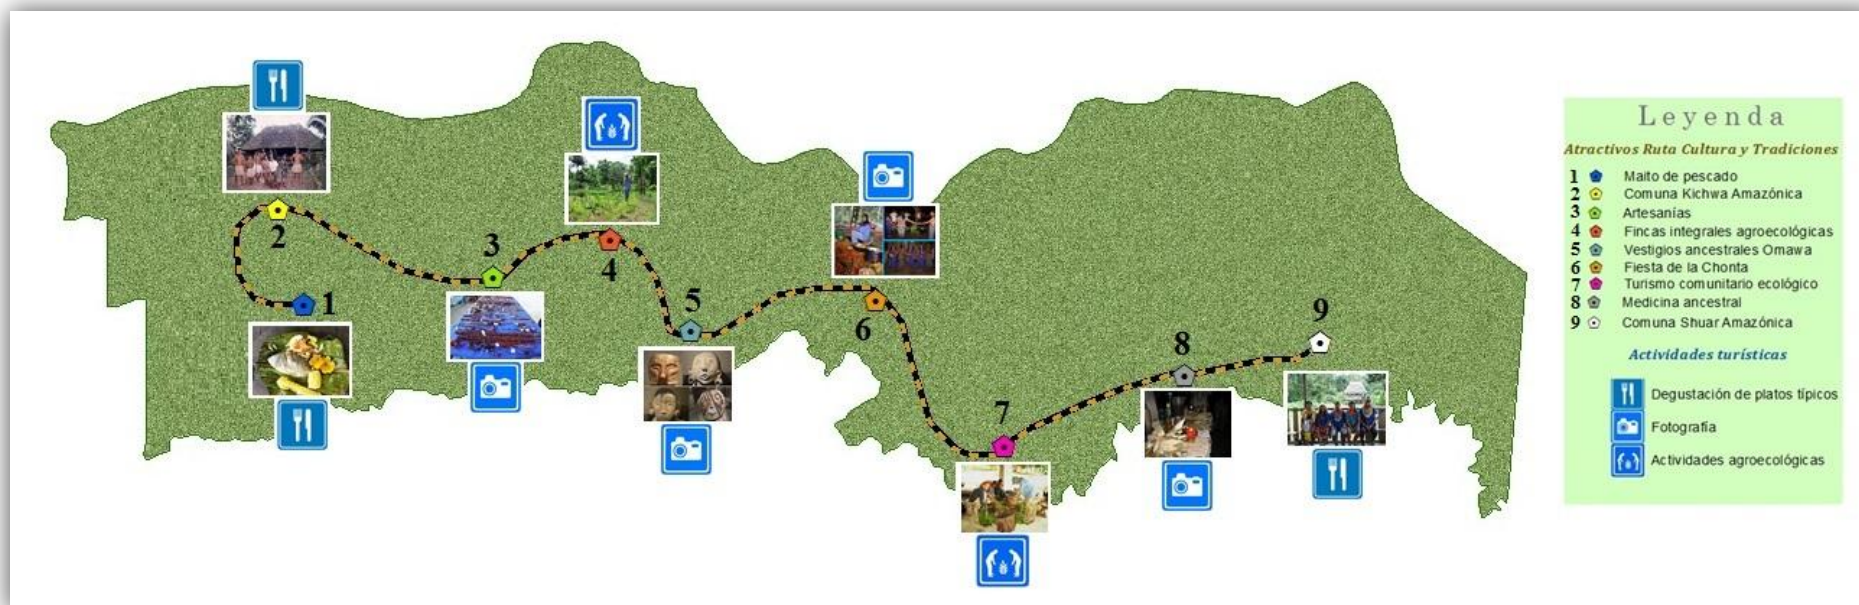 2
3
4
1
5
6
7
8
9
Leyenda
Atractivos Ruta Cultura y Tradiciones
1 Maito de pescado
2 Comuna Kichwa Amazónica
3 Artesanías
4 Fincas integrales agroecológicas
5 Vestigios ancestrales Omawa
6 Fiesta de la Chonta
7 Turismo comunitario ecológico
8 Medicina ancestral
9 Comuna Shuar Amazónica
Actividades turísticas
Degustación de platos típicos
Fotografía
Actividades agroecológicas